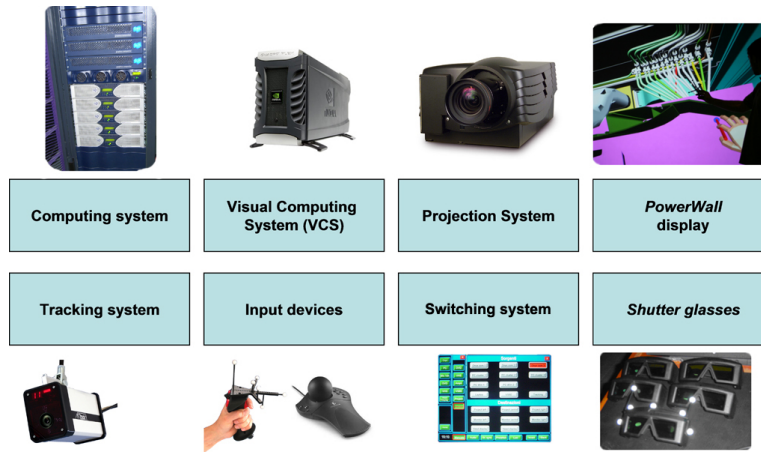 Computing system
Visual Computing
System (VCS)
Projection System
PowerWall
display
Tracking system
Input devices
Switching system
Shutter glasses